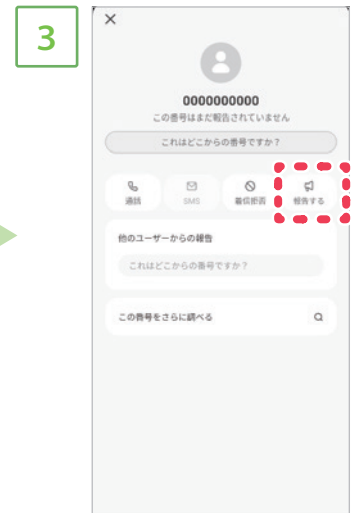 3
0000000000
この番号はまだ報告されていません
これはどこからの番号ですか？
通話
SMS
着信拒否
報告する
他のユーザーからの報告
これはどこからの番号ですか？
この番号をさらに調べる